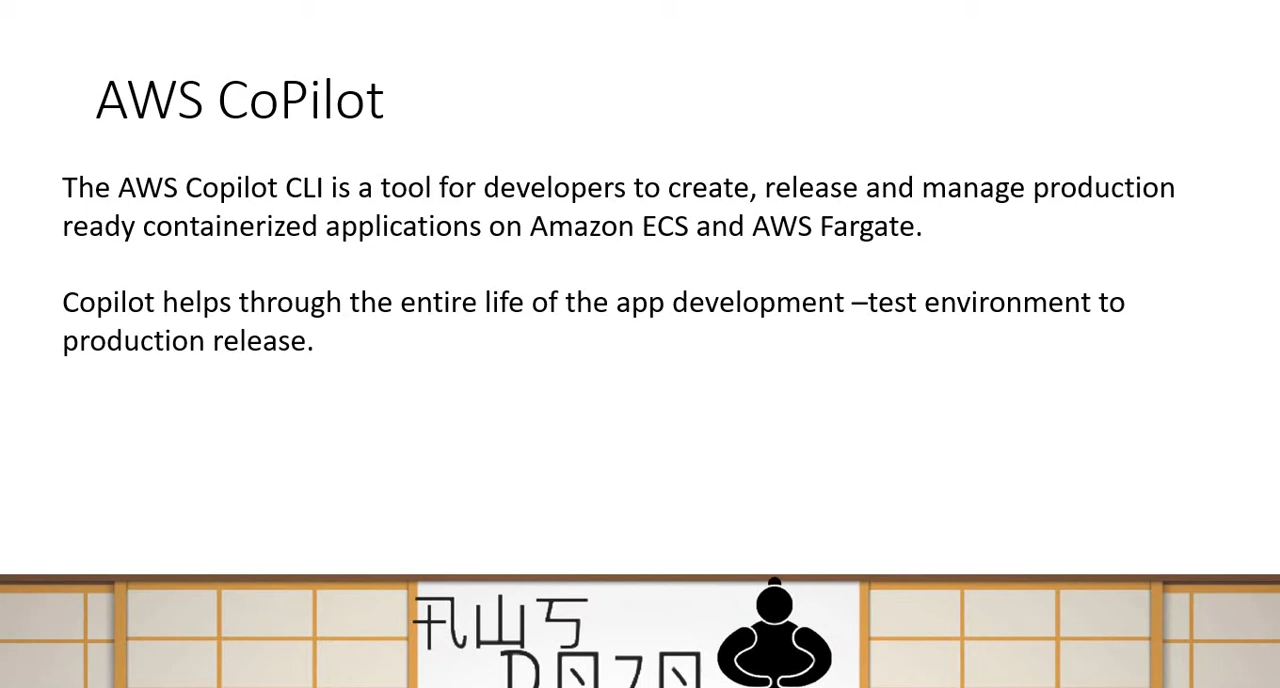 AWS CoPilot
The AWS Copilot CLI is a tool for developers to create, release and manage production
ready containerized applications on Amazon ECS and AWS Fargate.
Copilot helps through the entire life of the app development –test environment to
production release.